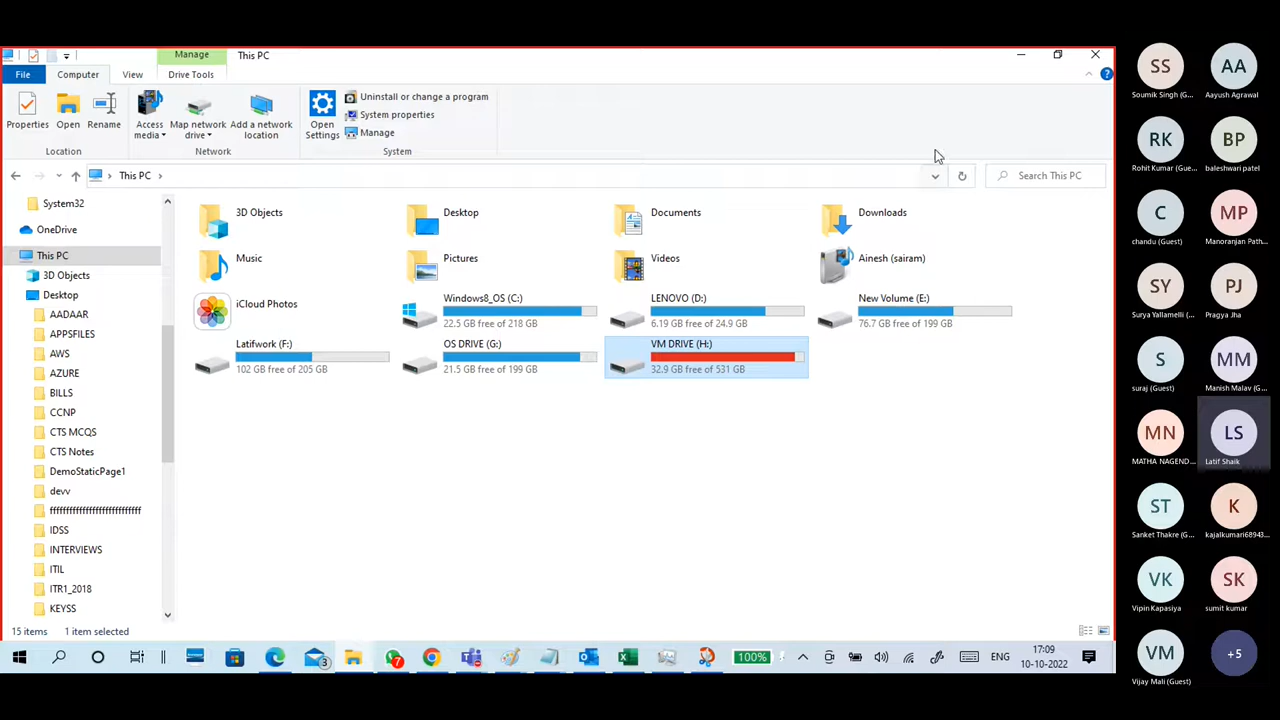 Manage
This PC
File
Computer
View
Drive Tools
Properties
Open
Rename
Access media
Map network drive
Add a network location
Open Settings
Uninstall or change a program
System properties
Manage
Location
Network
System
This PC
Search This PC
System32
OneDrive
This PC
3D Objects
Desktop
AADAAR
APPSFILES
AWS
AZURE
BILLS
CCNP
CTS MCQS
CTS Notes
DemoStaticPage1
devv
IDSS
INTERVIEWS
ITIL
ITR1_2018
KEYSS
3D Objects
Desktop
Documents
Downloads
Music
Pictures
Videos
Ainesh (sairam)
iCloud Photos
Windows8_OS (C:)
22.5 GB free of 218 GB
LENOVO (D:)
6.19 GB free of 24.9 GB
New Volume (E:)
76.7 GB free of 199 GB
Latifwork (F:)
102 GB free of 205 GB
OS DRIVE (G:)
21.5 GB free of 199 GB
VM DRIVE (H:)
32.9 GB free of 531 GB
15 items
1 item selected
3
7
100%
ENG
17:09
10-10-2022
SS
Soumik Singh (G...
AA
Aayush Agrawal
RK
Rohit Kumar (Gue...
BP
baleshwari patel
C
chandu (Guest)
MP
Manoranjan Path...
SY
Surya Yallamelli (...
PJ
Pragya Jha
S
suraj (Guest)
MM
Manish Malav (G...
MN
MATHA NAGEND...
LS
Latif Shaik
ST
Sanket Thakre (G...
K
kajalkumari68943...
VK
Vipin Kapasiya
SK
sumit kumar
VM
Vijay Mali (Guest)
+5